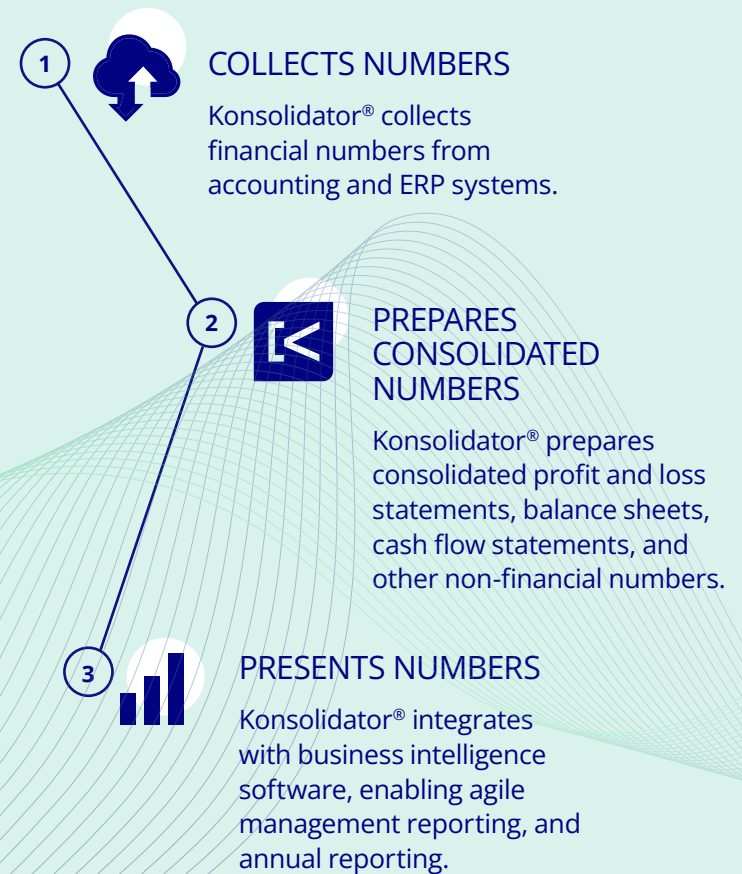 1
COLLECTS NUMBERS
Konsolidator® collects
financial numbers from
accounting and ERP systems.
2
PREPARES
CONSOLIDATED
NUMBERS
Konsolidator® prepares
consolidated profit and loss
statements, balance sheets,
cash flow statements, and
other non-financial numbers.
3
PRESENTS NUMBERS
Konsolidator® integrates
with business intelligence
software, enabling agile
management reporting, and
annual reporting.